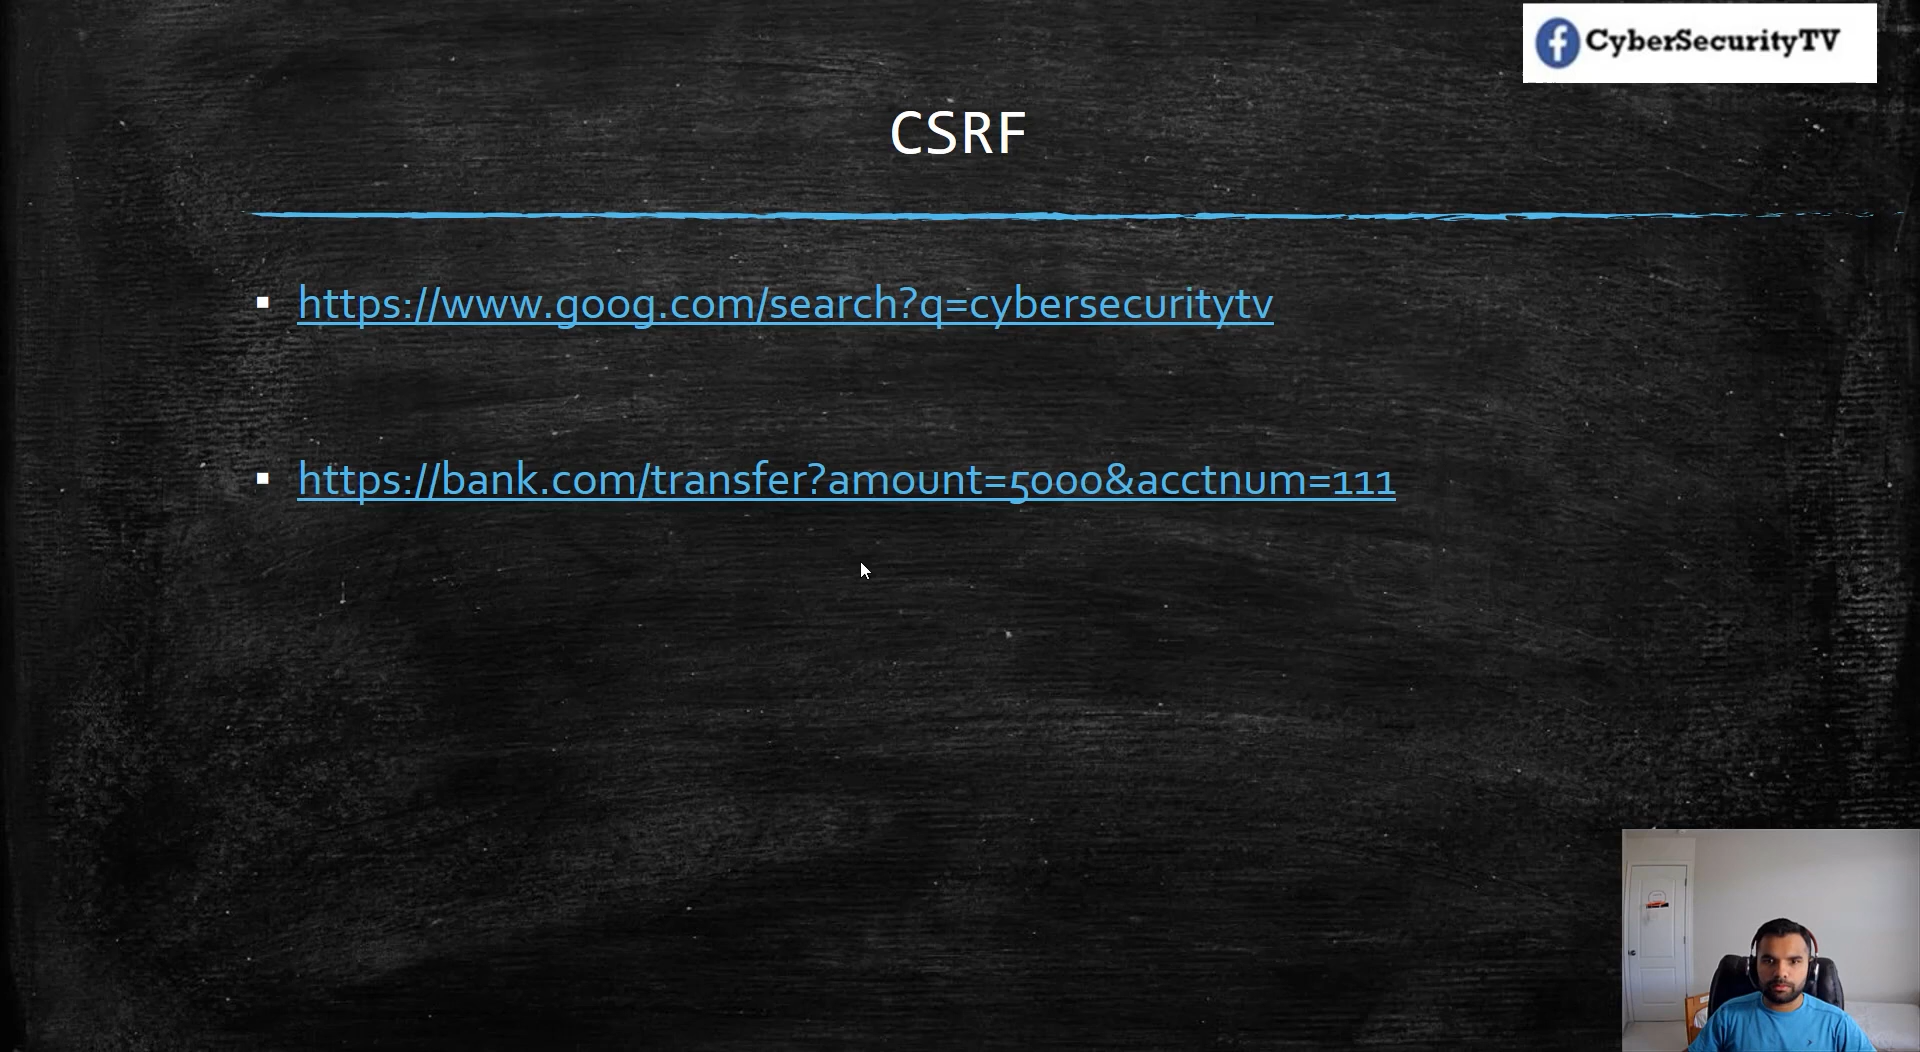 CyberSecurityTV
CSRF
https://www.goog.com/search?q=cybersecuritytv
https://bank.com/transfer?amount=5000&acctnum=111